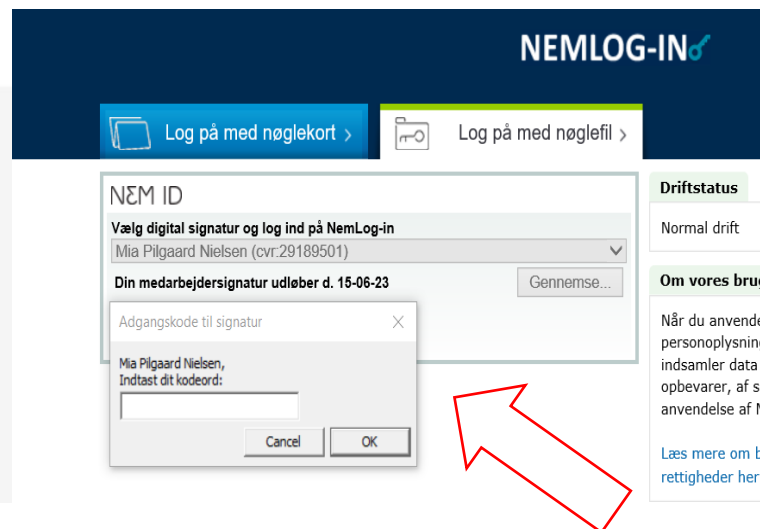 NEMLOG-IN
Log på med nøglekort >
Log på med nøglefil >
NEM ID
Vælg digital signatur og log ind på NemLog-in
Mia Pilgaard Nielsen (cvr:29189501)
Din medarbejdersignatur udløber d. 15-06-23
Gennemse...
Adgangskode til signatur
Mia Pilgaard Nielsen,
Indtast dit kodeord:
Cancel
OK
Driftstatus
Normal drift
Om vores
Når du
indsamler data
opbevarer, af
anvendelse af
Læs mere om
rettigheder her